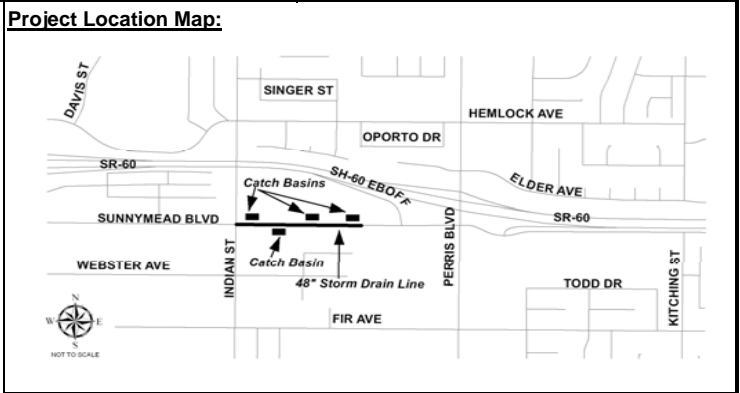 Project Location Map:
DAVIS ST
SINGER ST
HEMLOCK AVE
OPORTO DR
SR-60
SH-60 EBOFF
ELDER AVE
Catch Basins
SUNNYMEAD BLVD
SR-60
INDIAN ST
PERRIS BLVD
KITCHING ST
WEBSTER AVE
Catch Basin
48" Storm Drain Line
TODD DR
FIR AVE
N
W
E
S
NOT TO SCALE